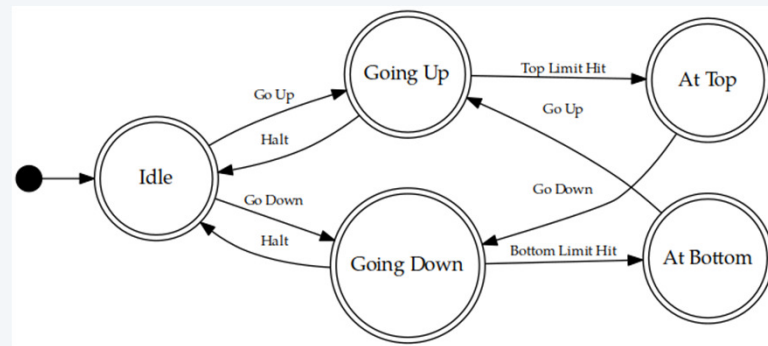 Going Up
Top Limit Hit
At Top
Go Up
Go Up
Halt
Idle
Go Down
Go Down
Halt
Bottom Limit Hit
Going Down
At Bottom